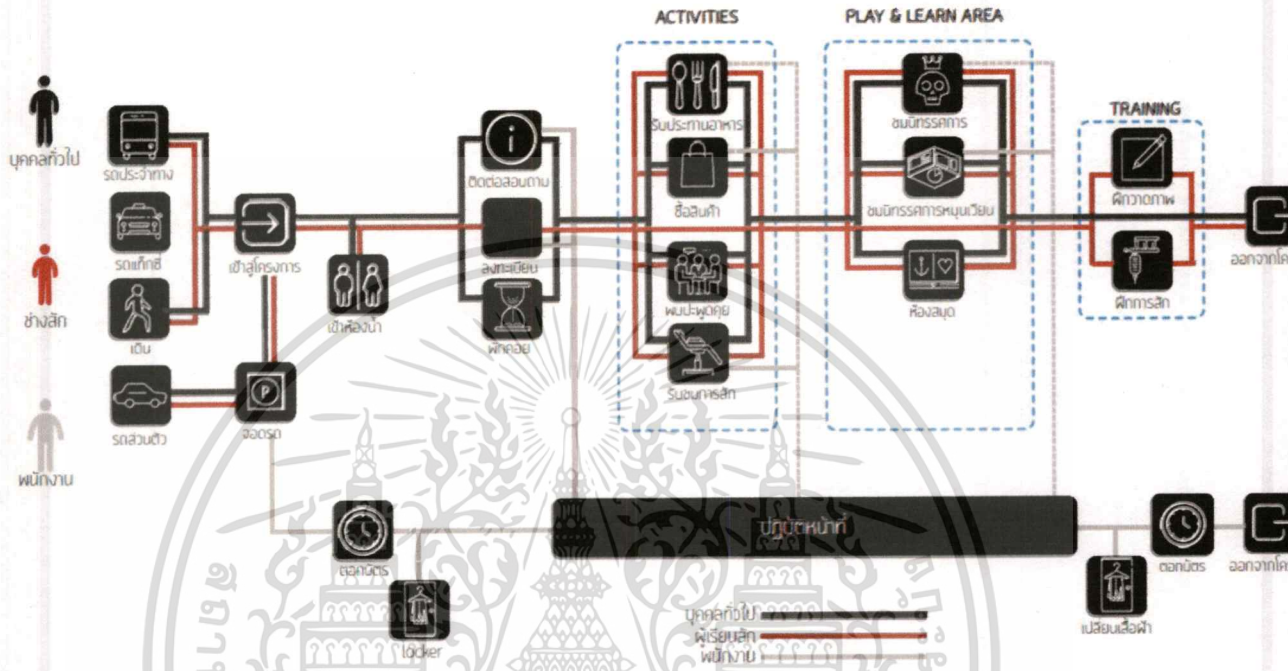 ACTIVITIES
PLAY & LEARN AREA
TRAINING
บุคคลทั่วไป
ช่างสัก
พนักงาน
รถประจำทาง
รถแท็กซี่
เดิน
รถส่วนตัว
เข้าสู่โครงการ
จอดรถ
P
เข้าห้องน้ำ
i
ติดต่อสอบถาม
ลงทะเบียน
พักคอย
รับประทานอาหาร
ซื้อสินค้า
พบปะพูดคุย
รับชมการสัก
ชมนิทรรศการ
ชมนิทรรศการหมุนเวียน
ห้องสมุด
ฝึกวาดภาพ
ฝึกการสัก
ออกจากโค
ตอกบัตร
locker
ปฏิบัติหน้าที่
เปลี่ยนเสื้อผ้า
ตอกบัตร
ออกจากโค
บุคคลทั่วไป
ผู้เรียนสัก
พนักงาน